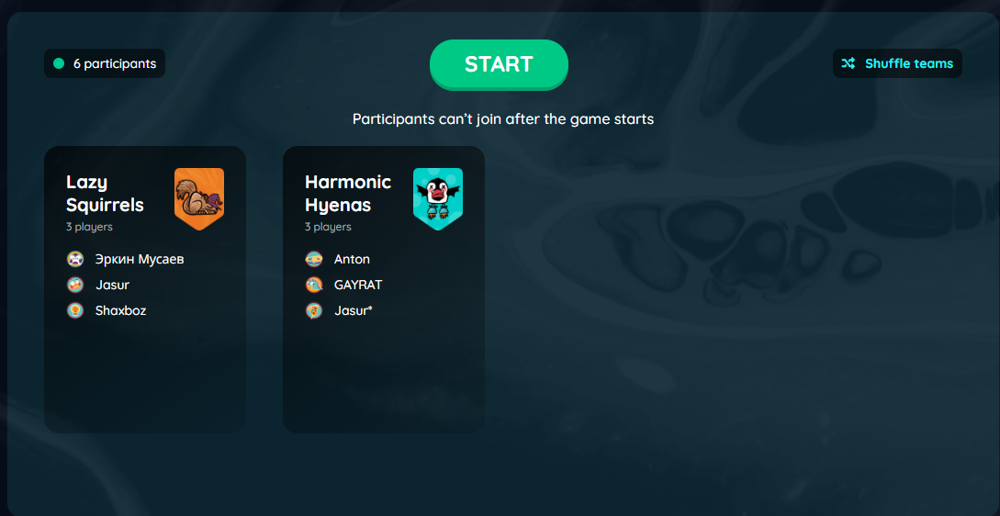 6 participants
START
Shuffle teams
Participants can’t join after the game starts
Lazy
Squirrels
3 players
Эркин Мусаев
Jasur
Shaxboz
Harmonic
Hyenas
3 players
Anton
GAYRAT
Jasur*